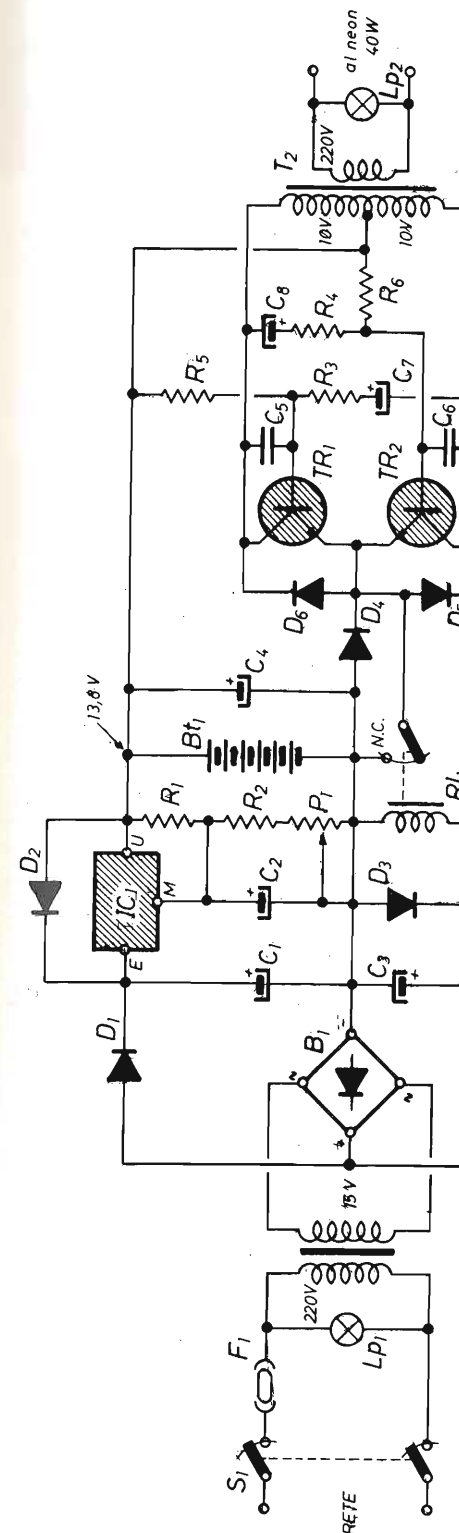 al neon
40W
Lp2
220V
T2
10V
10V
C8
R4
R6
R5
R3
C7
C5
TR1
TR2
C6
D6
D4
13,8 V
C4
Bt1
N.C.
R1
R2
P1
D2
U
IC1
M
E
C2
D3
C1
C3
D1
B1
~
~
+
-
15V
220V
F1
Lp1
S1
RETE